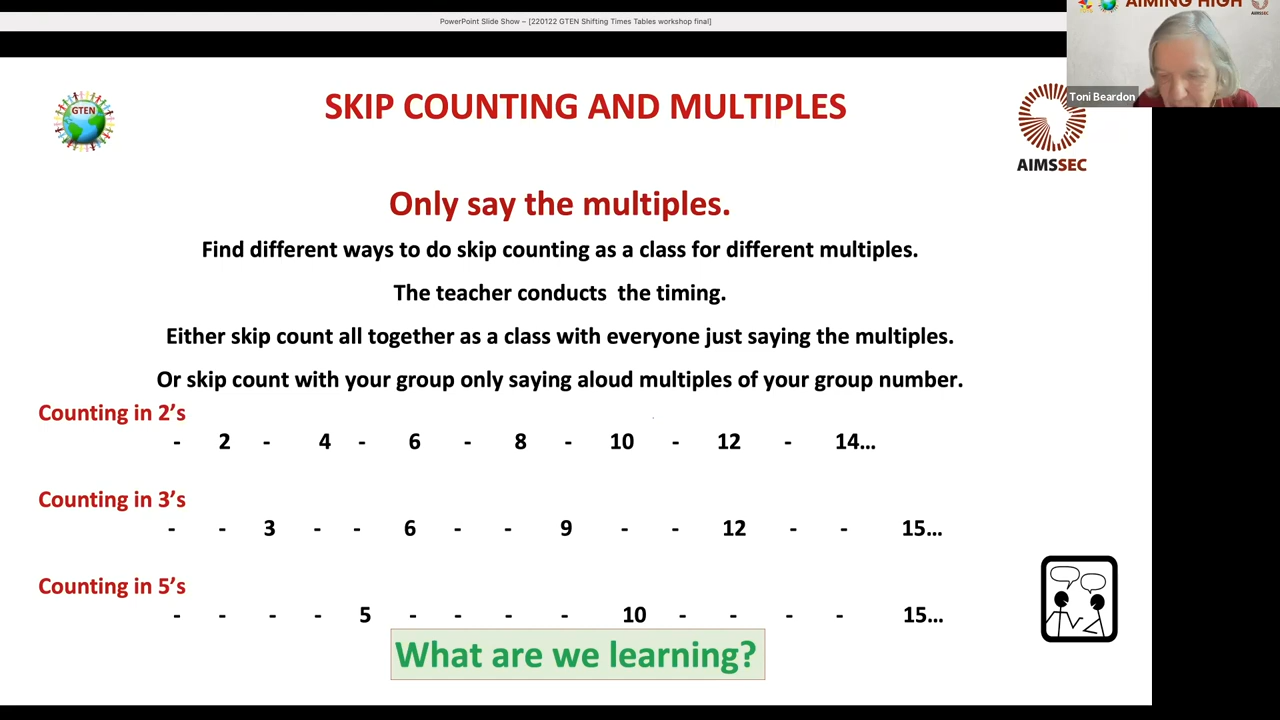 PowerPoint Slide Show – [220122 GTEN Shifting Times Tables workshop final]
AIMING HIGH
AIMSSEC
Toni Beardon
GTEN
SKIP COUNTING AND MULTIPLES
AIMSSEC
Only say the multiples.
Find different ways to do skip counting as a class for different multiples.
The teacher conducts  the timing.
Either skip count all together as a class with everyone just saying the multiples.
Or skip count with your group only saying aloud multiples of your group number.
Counting in 2’s
- 2 - 4 - 6 - 8 - 10 - 12 - 14…
Counting in 3’s
- - 3 - - 6 - - 9 - - 12 - - 15…
Counting in 5’s
- - - - 5 - - - - 10 - - - - 15…
What are we learning?